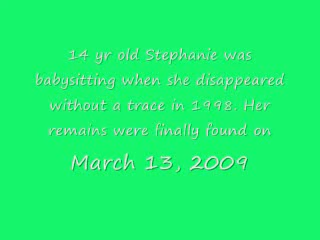 14 yr old Stephanie was
babysitting when she disappeared
without a trace in 1998. Her
remains were finally found on
March 13, 2009